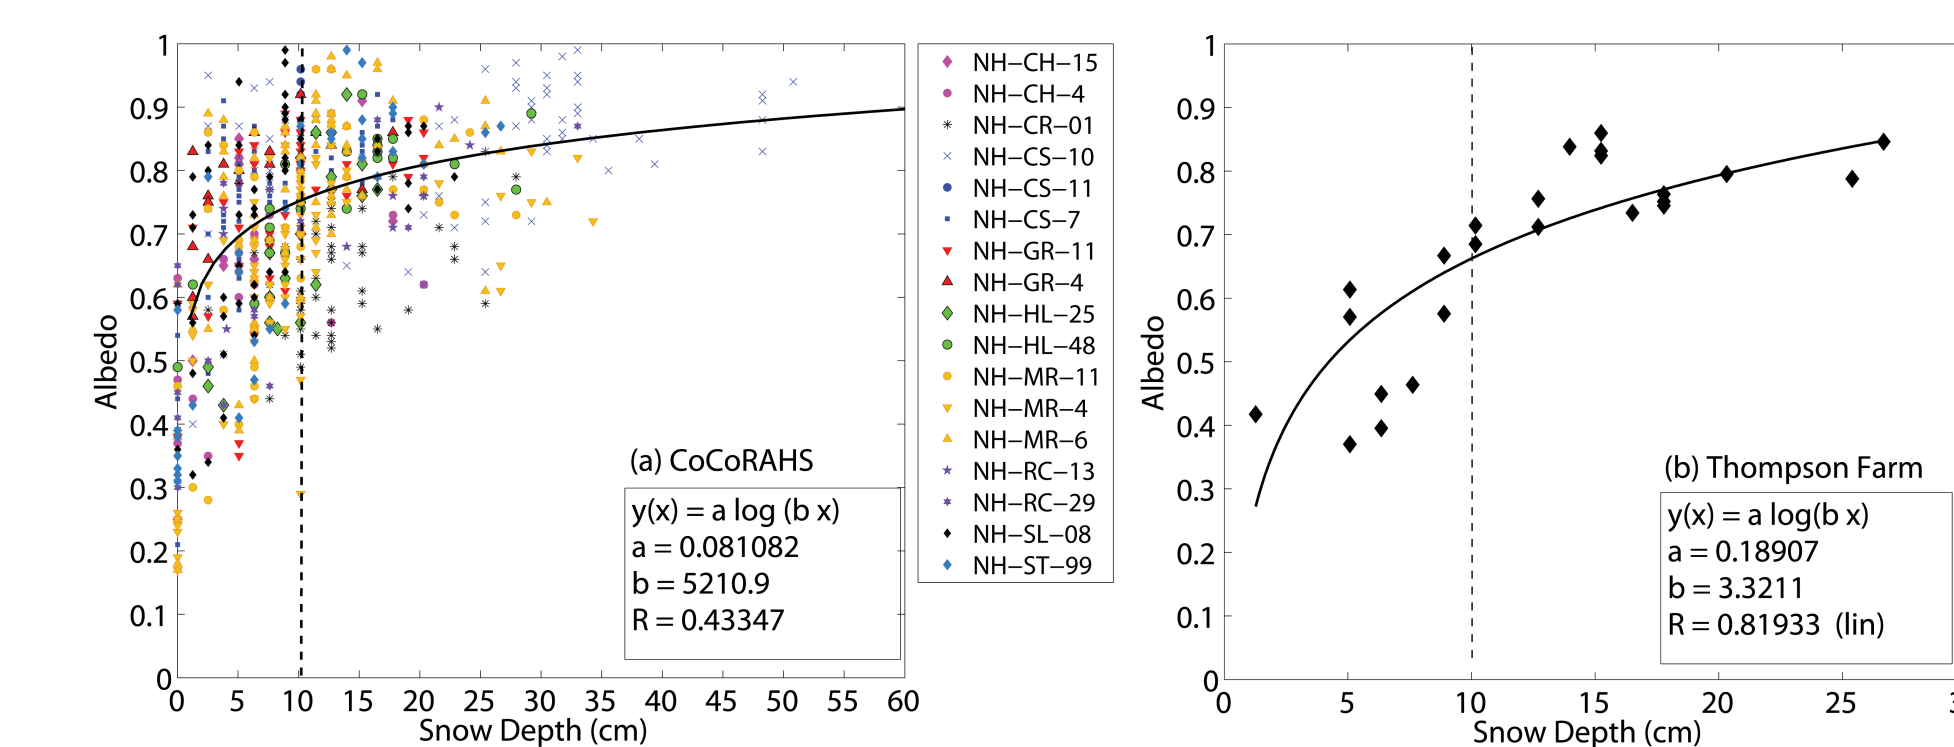 1
0.9
0.8
0.7
0.6
0.5
0.4
0.3
0.2
0.1
0
Albedo
0 5 10 15 20 25 30 35 40 45 50 55 60
Snow Depth (cm)
(a) CoCoRAHS
y(x) = a log (b x)
a = 0.081082
b = 5210.9
R = 0.43347
NH−CH−15
NH−CH−4
NH−CR−01
NH−CS−10
NH−CS−11
NH−CS−7
NH−GR−11
NH−GR−4
NH−HL−25
NH−HL−48
NH−MR−11
NH−MR−4
NH−MR−6
NH−RC−13
NH−RC−29
NH−SL−08
NH−ST−99
1
0.9
0.8
0.7
0.6
0.5
0.4
0.3
0.2
0.1
0
Albedo
0 5 10 15 20 25
Snow Depth (cm)
(b) Thompson Farm
y(x) = a log(b x)
a = 0.18907
b = 3.3211
R = 0.81933 (lin)